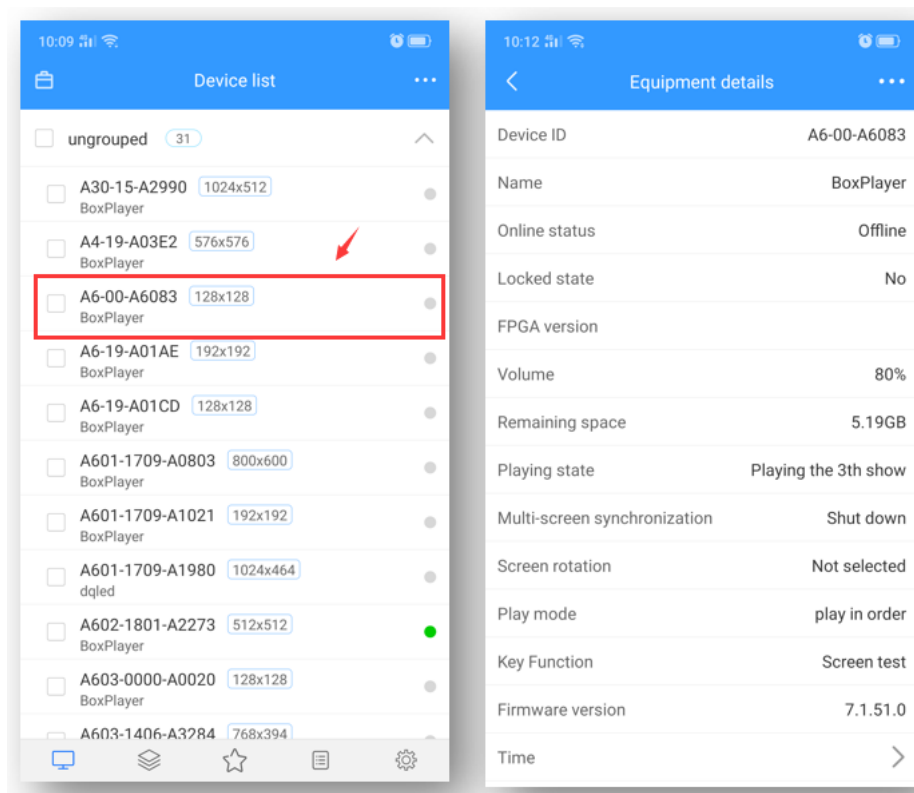 10:09
Device list
ungrouped 31
A30-15-A2990 1024x512
BoxPlayer
A4-19-A03E2 576x576
BoxPlayer
A6-00-A6083 128x128
BoxPlayer
A6-19-A01AE 192x192
BoxPlayer
A6-19-A01CD 128x128
BoxPlayer
A601-1709-A0803 800x600
BoxPlayer
A601-1709-A1021 192x192
BoxPlayer
A601-1709-A1980 1024x464
dqled
A602-1801-A2273 512x512
BoxPlayer
A603-0000-A0020 128x128
BoxPlayer
A603-1406-A3284 768x394
10:12
Equipment details
Device ID A6-00-A6083
Name BoxPlayer
Online status Offline
Locked state No
FPGA version
Volume 80%
Remaining space 5.19GB
Playing state Playing the 3th show
Multi-screen synchronization Shut down
Screen rotation Not selected
Play mode play in order
Key Function Screen test
Firmware version 7.1.51.0
Time